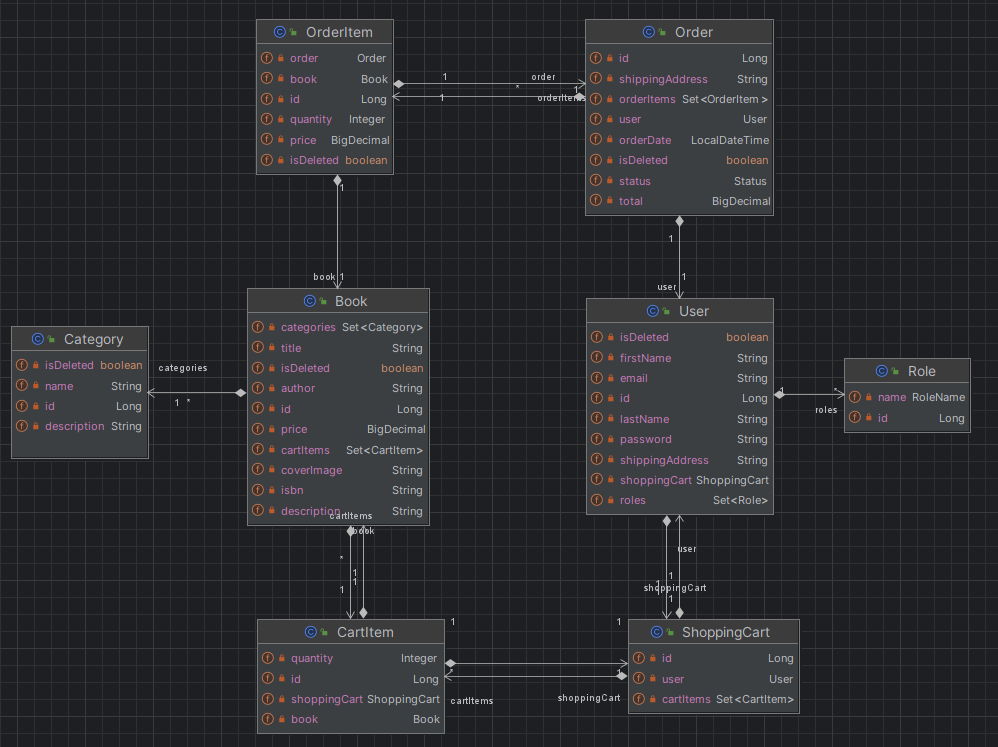 OrderItem
order Order
book Book
id Long
quantity Integer
price BigDecimal
isDeleted boolean
Order
id Long
shippingAddress String
orderItems Set<OrderItem >
user User
orderDate LocalDateTime
isDeleted boolean
status Status
total BigDecimal
1 order
* 1
1 orderItems
1
book 1
1
1
user
Book
categories Set<Category>
title String
isDeleted boolean
author String
id Long
price BigDecimal
cartItems Set<CartItem>
coverImage String
isbn String
description String
User
isDeleted boolean
firstName String
email String
id Long
lastName String
password String
shippingAddress String
shoppingCart ShoppingCart
roles Set<Role>
Category
isDeleted boolean
name String
id Long
description String
categories
1 *
Role
name RoleName
id Long
1 *
roles
cartItems
book
*
1
1
1
user
1
1
shoppingCart
1
CartItem
quantity Integer
id Long
shoppingCart ShoppingCart
book Book
ShoppingCart
id Long
user User
cartItems Set<CartItem>
1 1
* 1
cartItems shoppingCart